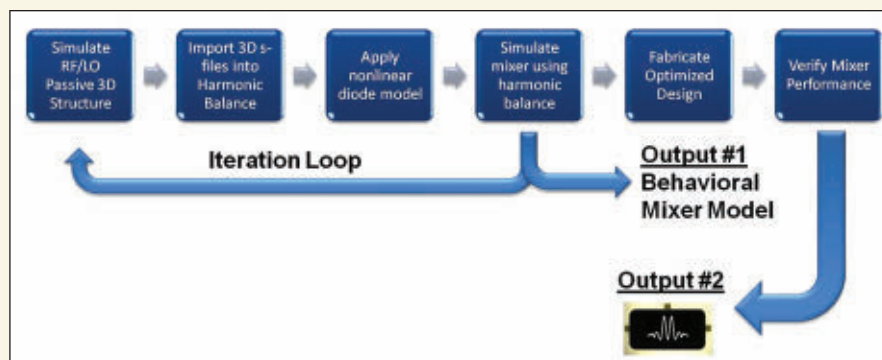 Simulate
RF/LO
Passive 3D
Structure
Import 3D s-
files into
Harmonic
Balance
Apply
nonlinear
diode model
Simulate
mixer using
harmonic
balance
Fabricate
Optimized
Design
Verify Mixer
Performance
Iteration Loop
Output #1
Behavioral
Mixer Model
Output #2